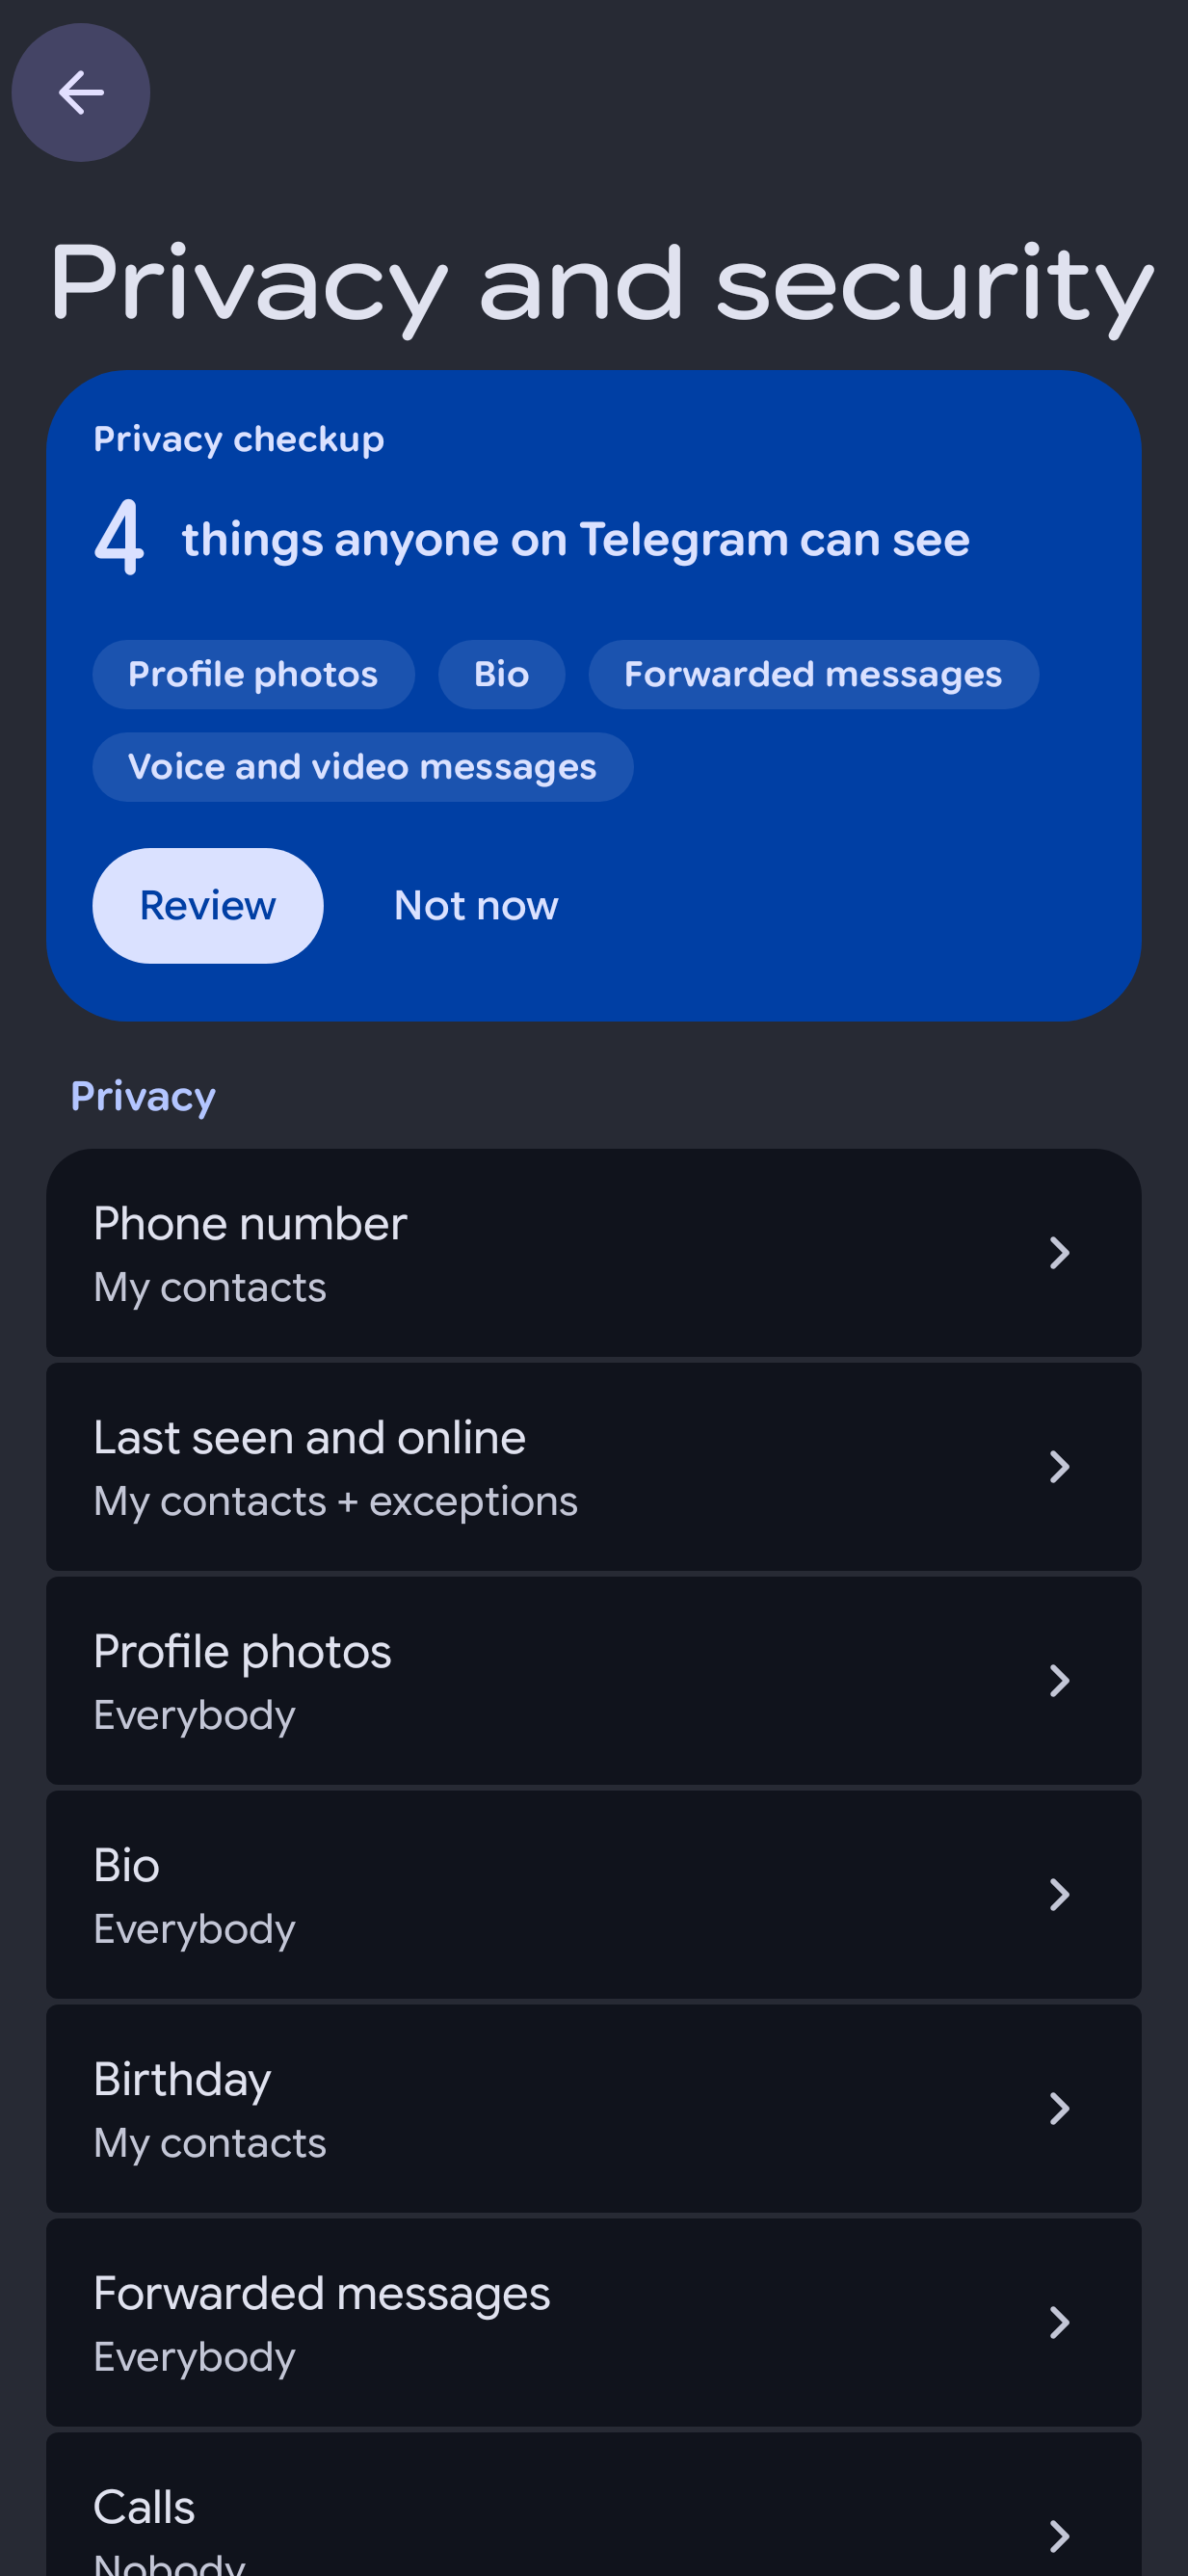 Privacy and security
Privacy checkup
4 things anyone on Telegram can see
Profile photos Bio Forwarded messages
Voice and video messages
Review Not now
Privacy
Phone number
My contacts
Last seen and online
My contacts + exceptions
Profile photos
Everybody
Bio
Everybody
Birthday
My contacts
Forwarded messages
Everybody
Calls
Nobody